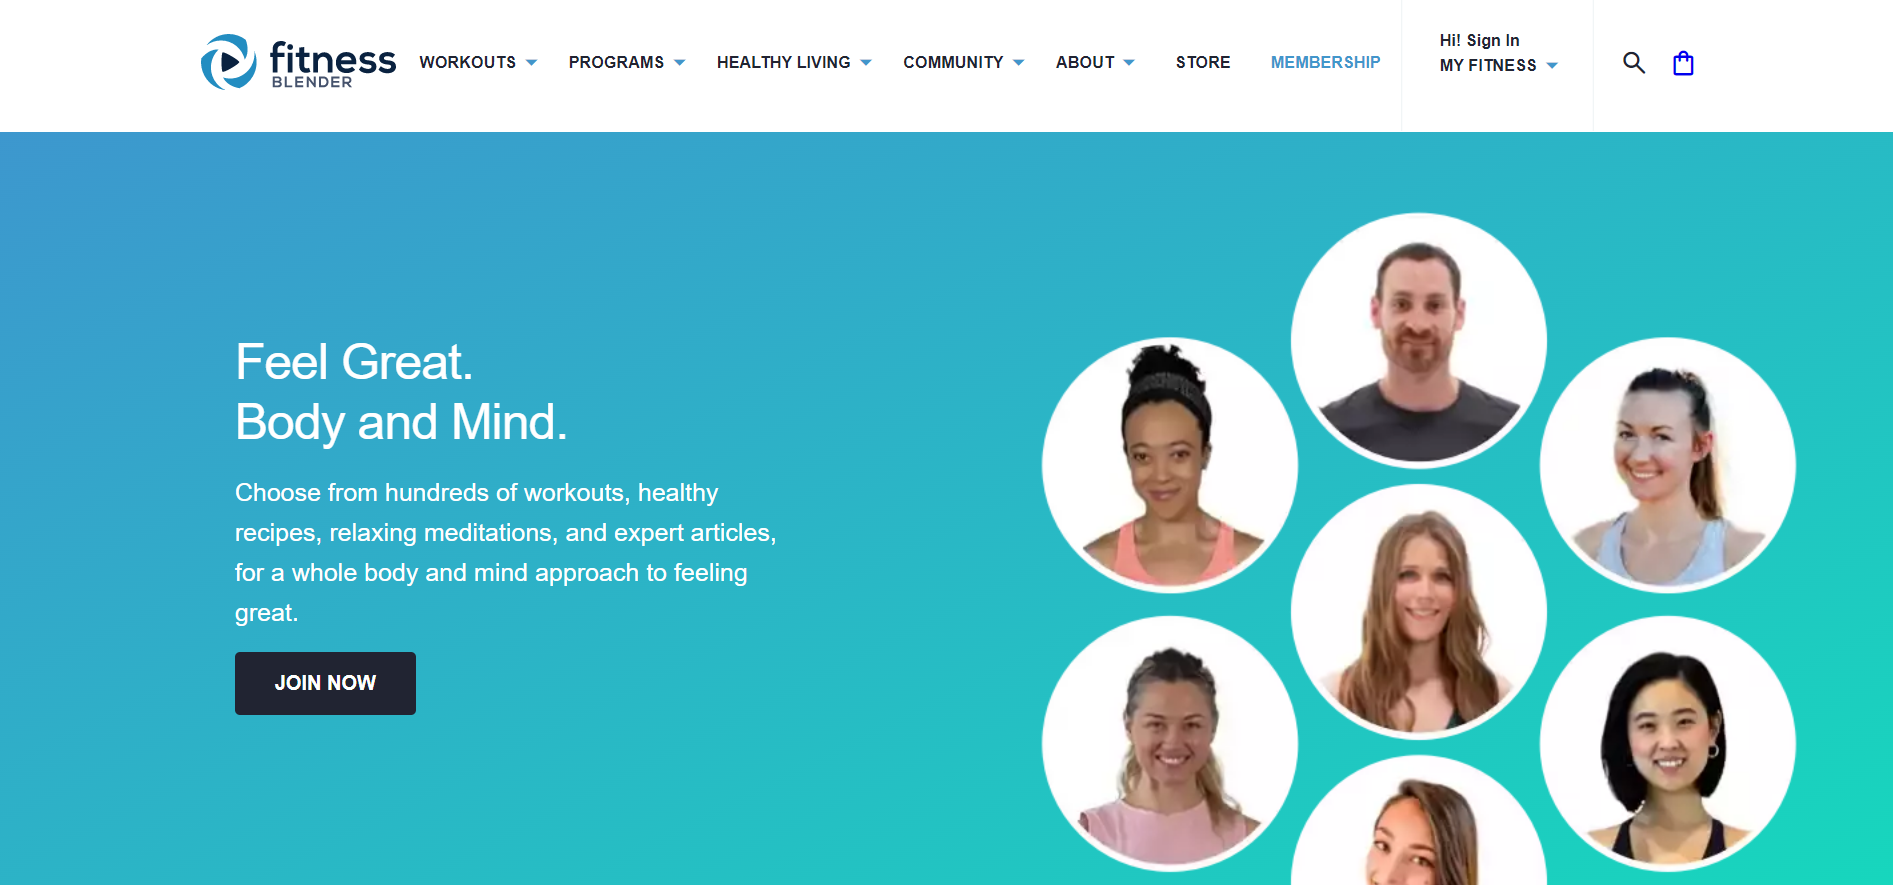 fitness
BLENDER
WORKOUTS
PROGRAMS
HEALTHY LIVING
COMMUNITY
ABOUT
STORE
MEMBERSHIP
Hi! Sign In
MY FITNESS
Feel Great.
Body and Mind.
Choose from hundreds of workouts, healthy
recipes, relaxing meditations, and expert articles,
for a whole body and mind approach to feeling
great.
JOIN NOW